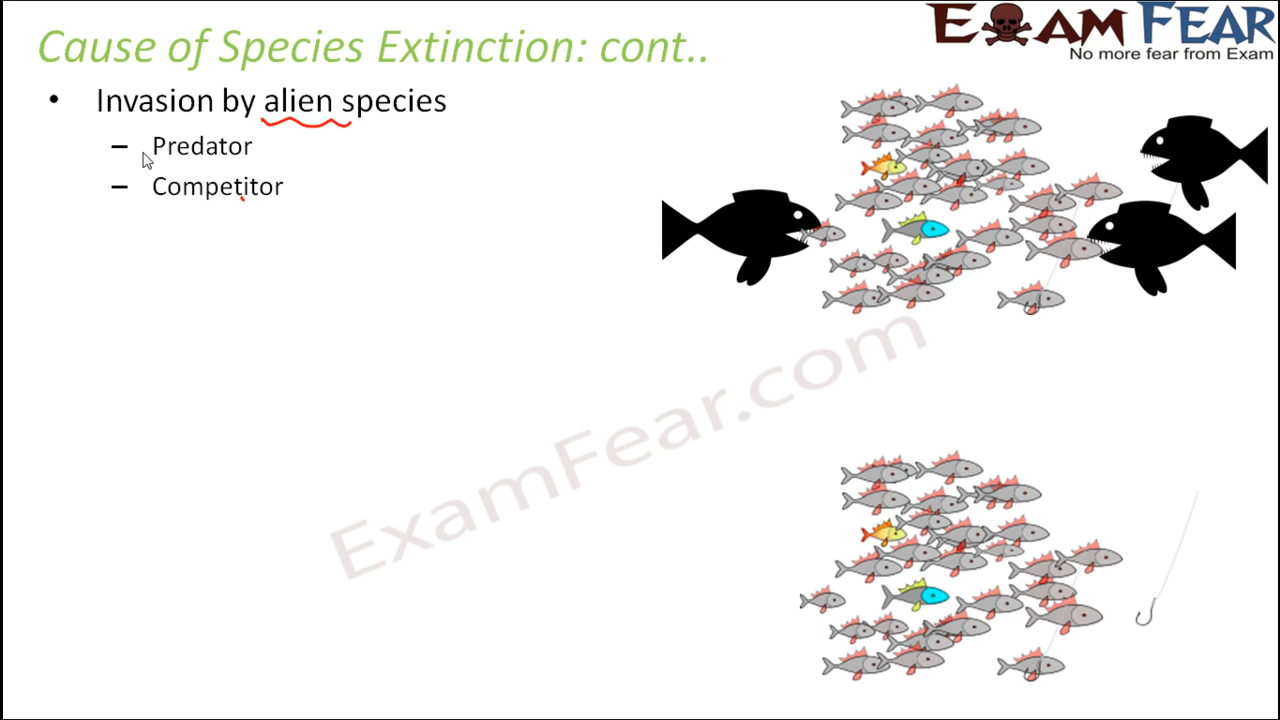 Cause of Species Extinction: cont..
EXAM FEAR
No more fear from Exam
• Invasion by alien species
– Predator
– Competitor
ExamFear.com